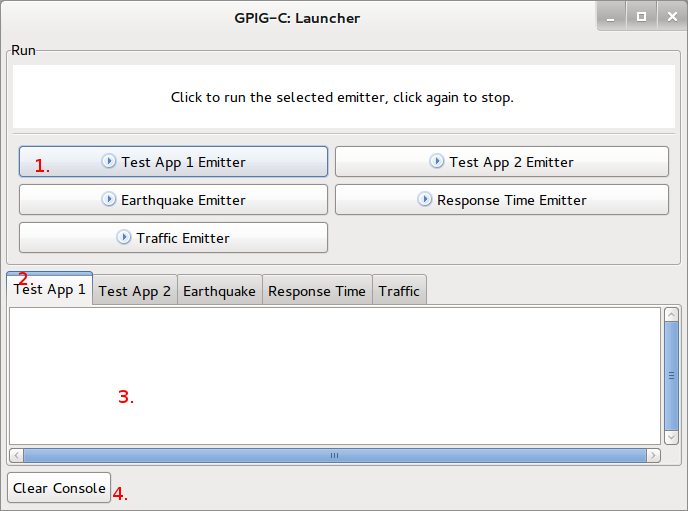 GPIG-C: Launcher
Run
Click to run the selected emitter, click again to stop.
1. Test App 1 Emitter
Test App 2 Emitter
Earthquake Emitter
Response Time Emitter
Traffic Emitter
2.
Test App 1
Test App 2
Earthquake
Response Time
Traffic
3.
Clear Console
4.